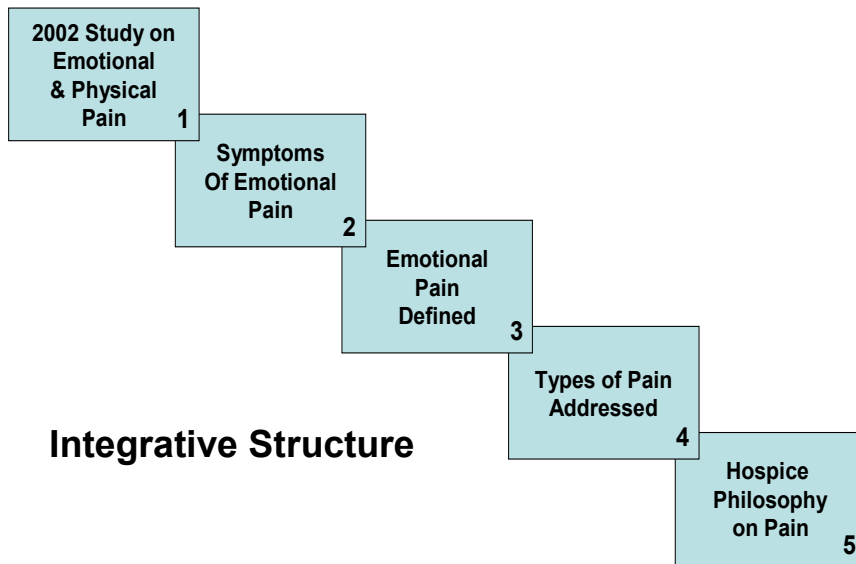 2002 Study on
Emotional
& Physical
Pain
1
Symptoms
Of Emotional
Pain
2
Emotional
Pain
Defined
3
Types of Pain
Addressed
4
Integrative Structure
Hospice
Philosophy
on Pain
5